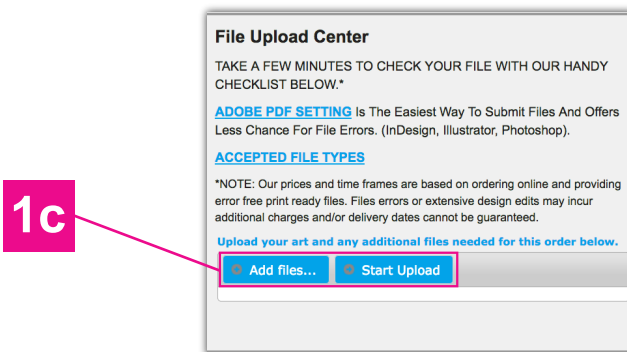 File Upload Center
TAKE A FEW MINUTES TO CHECK YOUR FILE WITH OUR HANDY
CHECKLIST BELOW.*
ADOBE PDF SETTING Is The Easiest Way To Submit Files And Offers
Less Chance For File Errors. (InDesign, Illustrator, Photoshop).
ACCEPTED FILE TYPES
*NOTE: Our prices and time frames are based on ordering online and providing
error free print ready files. Files errors or extensive design edits may incur
additional charges and/or delivery dates cannot be guaranteed.
1c
Upload your art and any additional files needed for this order below.
Add files... Start Upload